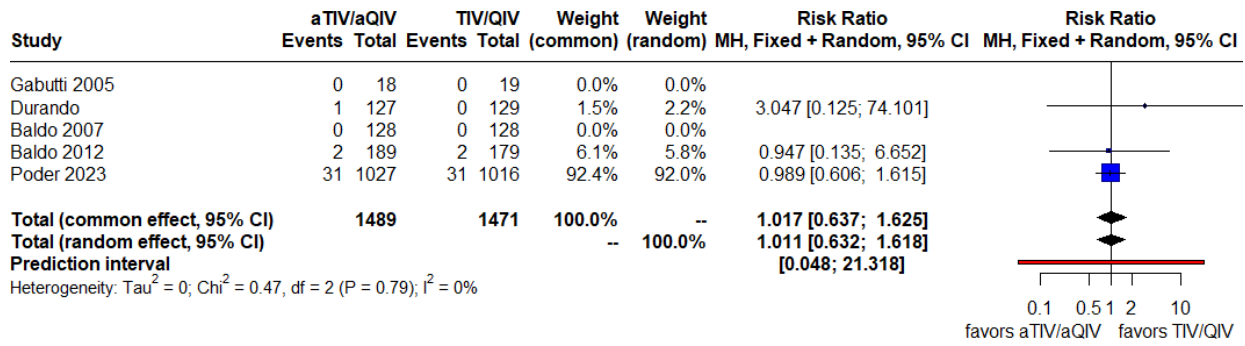 aTIV/aQIV TIV/QIV Weight Weight Risk Ratio Risk Ratio
Study Events Total Events Total (common) (random) MH, Fixed + Random, 95% CI MH, Fixed + Random, 95% CI
Gabutti 2005 0 18 0 19 0.0% 0.0%
Durando 1 127 0 129 1.5% 2.2% 3.047 [0.125; 74.101]
Baldo 2007 0 128 0 128 0.0% 0.0%
Baldo 2012 2 189 2 179 6.1% 5.8% 0.947 [0.135; 6.652]
Poder 2023 31 1027 31 1016 92.4% 92.0% 0.989 [0.606; 1.615]
Total (common effect, 95% CI) 1489 1471 100.0% -- 1.017 [0.637; 1.625]
Total (random effect, 95% CI) -- 100.0% 1.011 [0.632; 1.618]
Prediction interval [0.048; 21.318]
Heterogeneity: Tau² = 0; Chi² = 0.47, df = 2 (P = 0.79); I² = 0%
0.1 0.5 1 2 10
favors aTIV/aQIV favors TIV/QIV